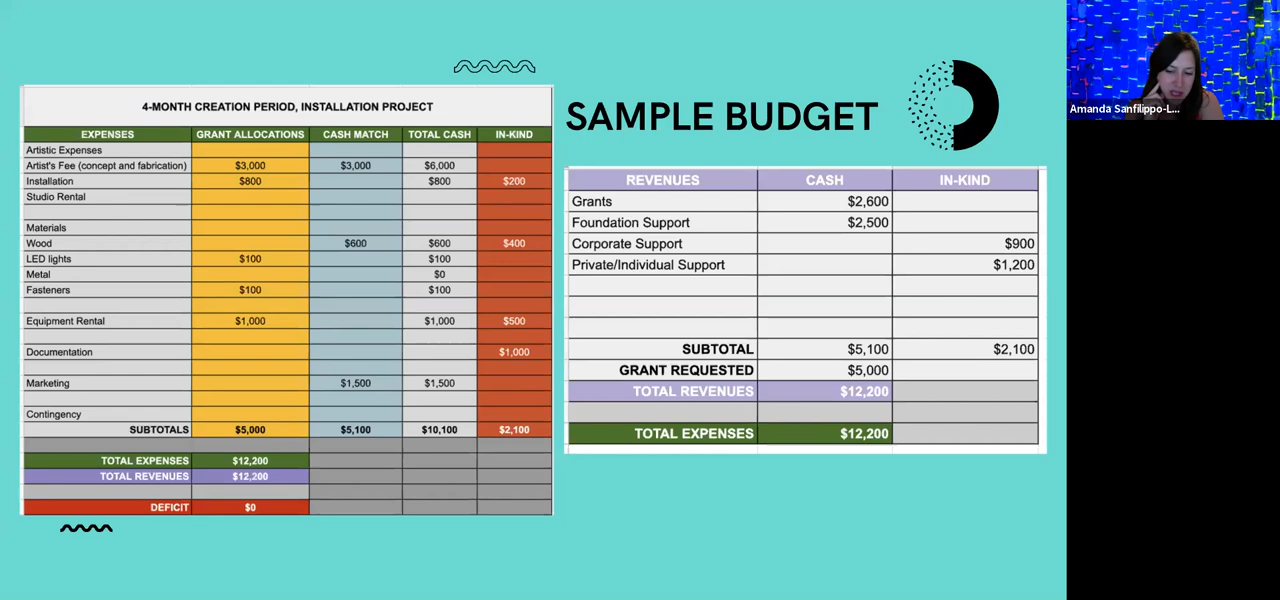 4-MONTH CREATION PERIOD, INSTALLATION PROJECT
EXPENSES GRANT ALLOCATIONS CASH MATCH TOTAL CASH IN-KIND
Artistic Expenses
Artist's Fee (concept and fabrication) $3,000 $3,000 $6,000
Installation $800 $800 $200
Studio Rental
Materials
Wood $600 $600 $400
LED lights $100 $100
Metal $0
Fasteners $100 $100
Equipment Rental $1,000 $1,000 $500
Documentation $1,000
Marketing $1,500 $1,500
Contingency
SUBTOTALS $5,000 $5,100 $10,100 $2,100
TOTAL EXPENSES $12,200
TOTAL REVENUES $12,200
DEFICIT $0
SAMPLE BUDGET
REVENUES CASH IN-KIND
Grants $2,600
Foundation Support $2,500
Corporate Support $900
Private/Individual Support $1,200
SUBTOTAL $5,100 $2,100
GRANT REQUESTED $5,000
TOTAL REVENUES $12,200
TOTAL EXPENSES $12,200
Amanda Sanfilippo-L...